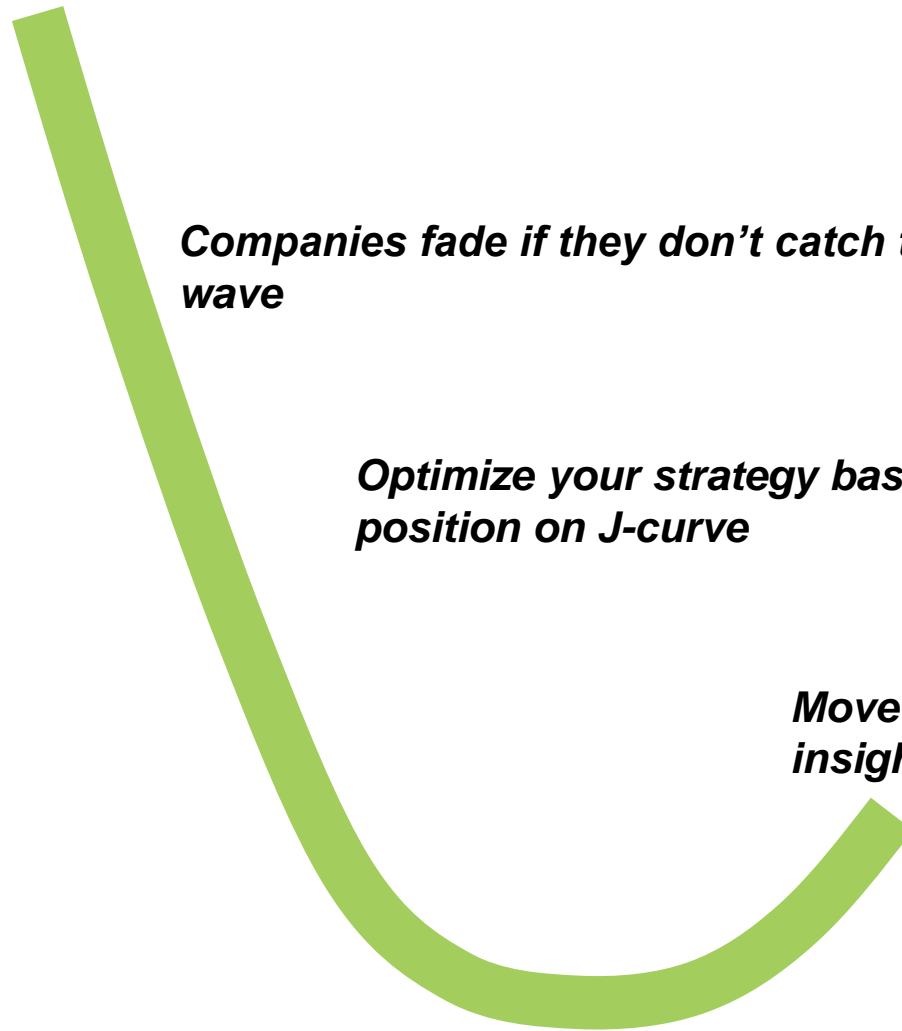 Companies fade if they don’t catch
wave
Optimize your strategy
position on J-curve
Move